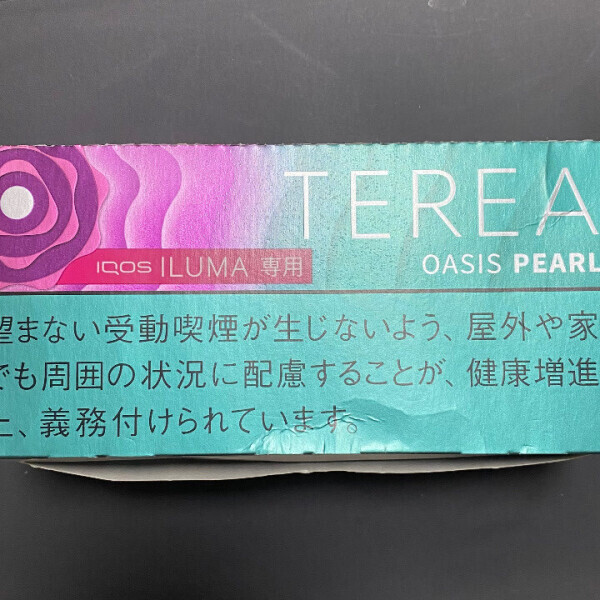 TEREA
IQOS ILUMA 専用
OASIS PEARL
望まない受動喫煙が生じないよう、屋外や家
でも周囲の状況に配慮することが、健康増進
上、義務付けられています。